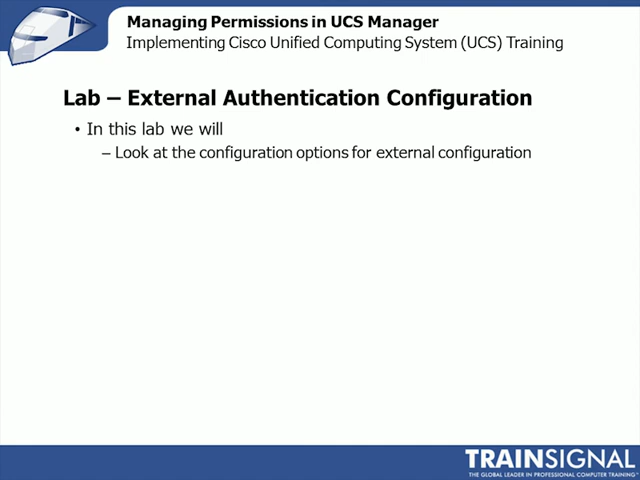 Managing Permissions in UCS Manager
Implementing Cisco Unified Computing System (UCS) Training
Lab – External Authentication Configuration
• In this lab we will
– Look at the configuration options for external configuration
TRAINSIGNAL
THE GLOBAL LEADER IN PROFESSIONAL COMPUTER TRAINING™